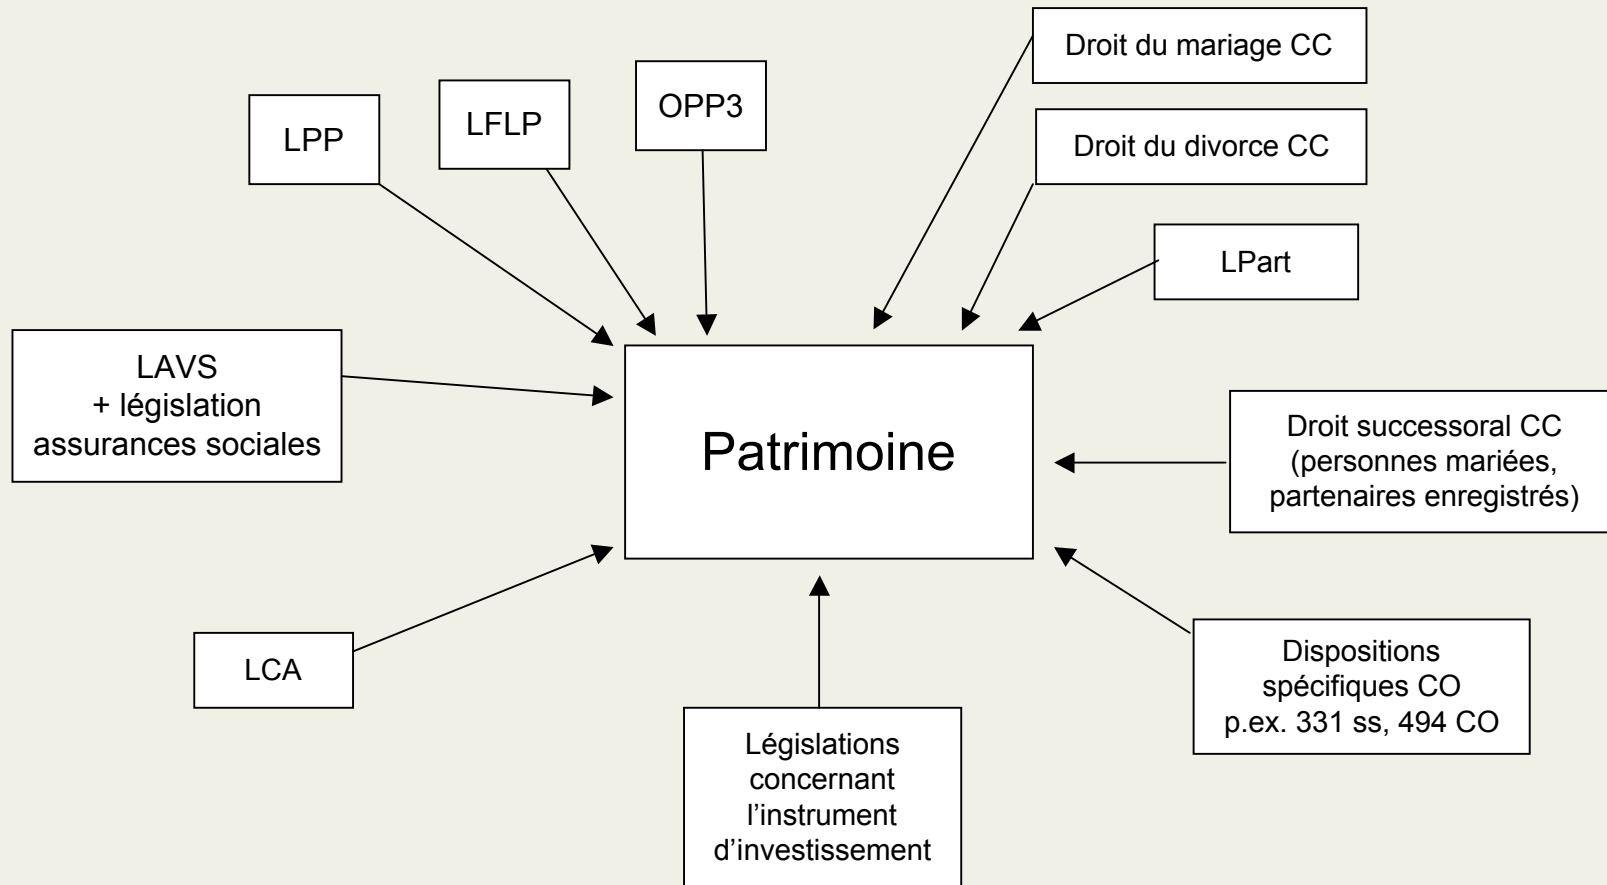 Droit du mariage CC
OPP3
LFLP
LPP
Droit du divorce CC
LPart
LAVS
+ législation
assurances sociales
Patrimoine
Droit successoral CC
(personnes mariées,
partenaires enregistrés)
LCA
Dispositions
spécifiques CO
p.ex. 331 ss, 494 CO
Législations
concernant
l’instrument
d’investissement